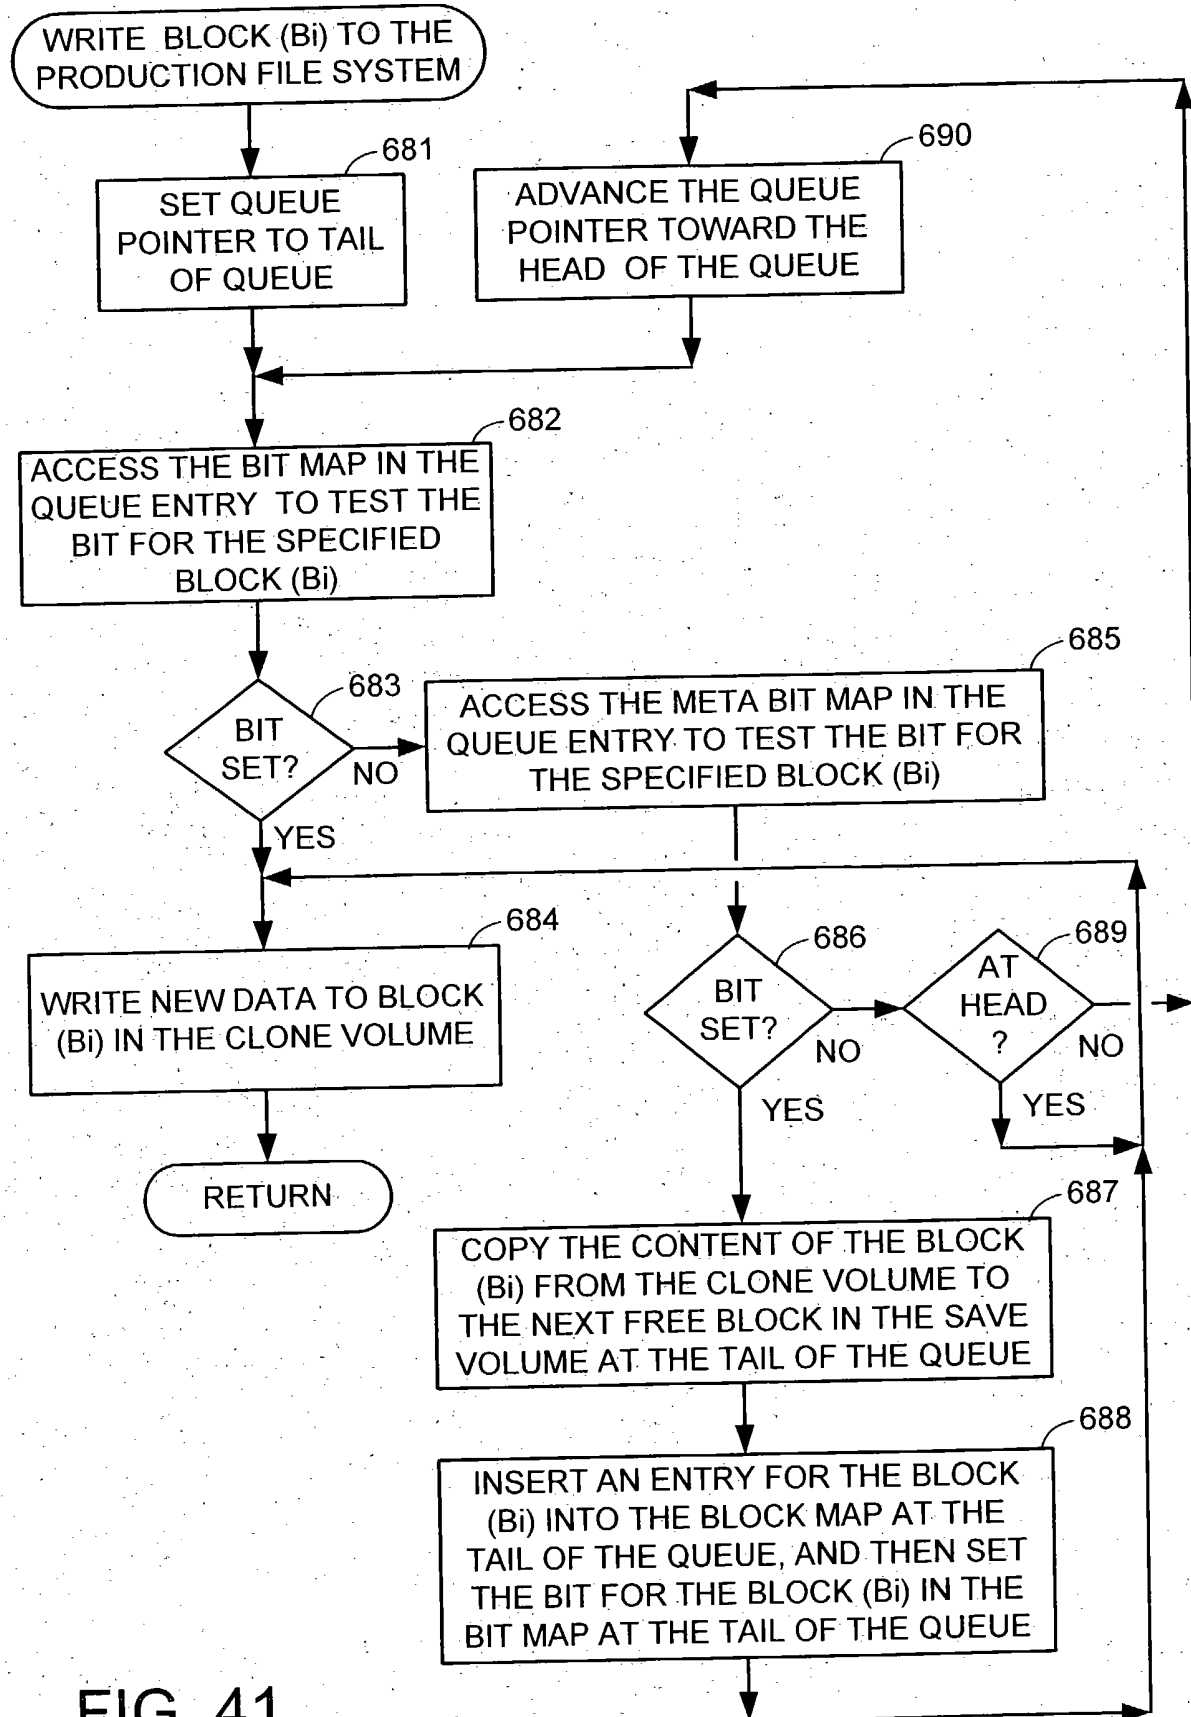 WRITE BLOCK (Bi) TO THE
PRODUCTION FILE SYSTEM
681
SET QUEUE
POINTER TO TAIL
OF QUEUE
690
ADVANCE THE QUEUE
POINTER TOWARD THE
HEAD OF THE QUEUE
682
ACCESS THE BIT MAP IN THE
QUEUE ENTRY TO TEST THE
BIT FOR THE SPECIFIED
BLOCK (Bi)
683
BIT
SET?
NO
YES
685
ACCESS THE META BIT MAP IN THE
QUEUE ENTRY TO TEST THE BIT FOR
THE SPECIFIED BLOCK (Bi)
684
WRITE NEW DATA TO BLOCK
(Bi) IN THE CLONE VOLUME
RETURN
686
BIT
SET?
NO
YES
689
AT
HEAD
?
NO
YES
687
COPY THE CONTENT OF THE BLOCK
(Bi) FROM THE CLONE VOLUME TO
THE NEXT FREE BLOCK IN THE SAVE
VOLUME AT THE TAIL OF THE QUEUE
688
INSERT AN ENTRY FOR THE BLOCK
(Bi) INTO THE BLOCK MAP AT THE
TAIL OF THE QUEUE, AND THEN SET
THE BIT FOR THE BLOCK (Bi) IN THE
BIT MAP AT THE TAIL OF THE QUEUE
FIG. 41